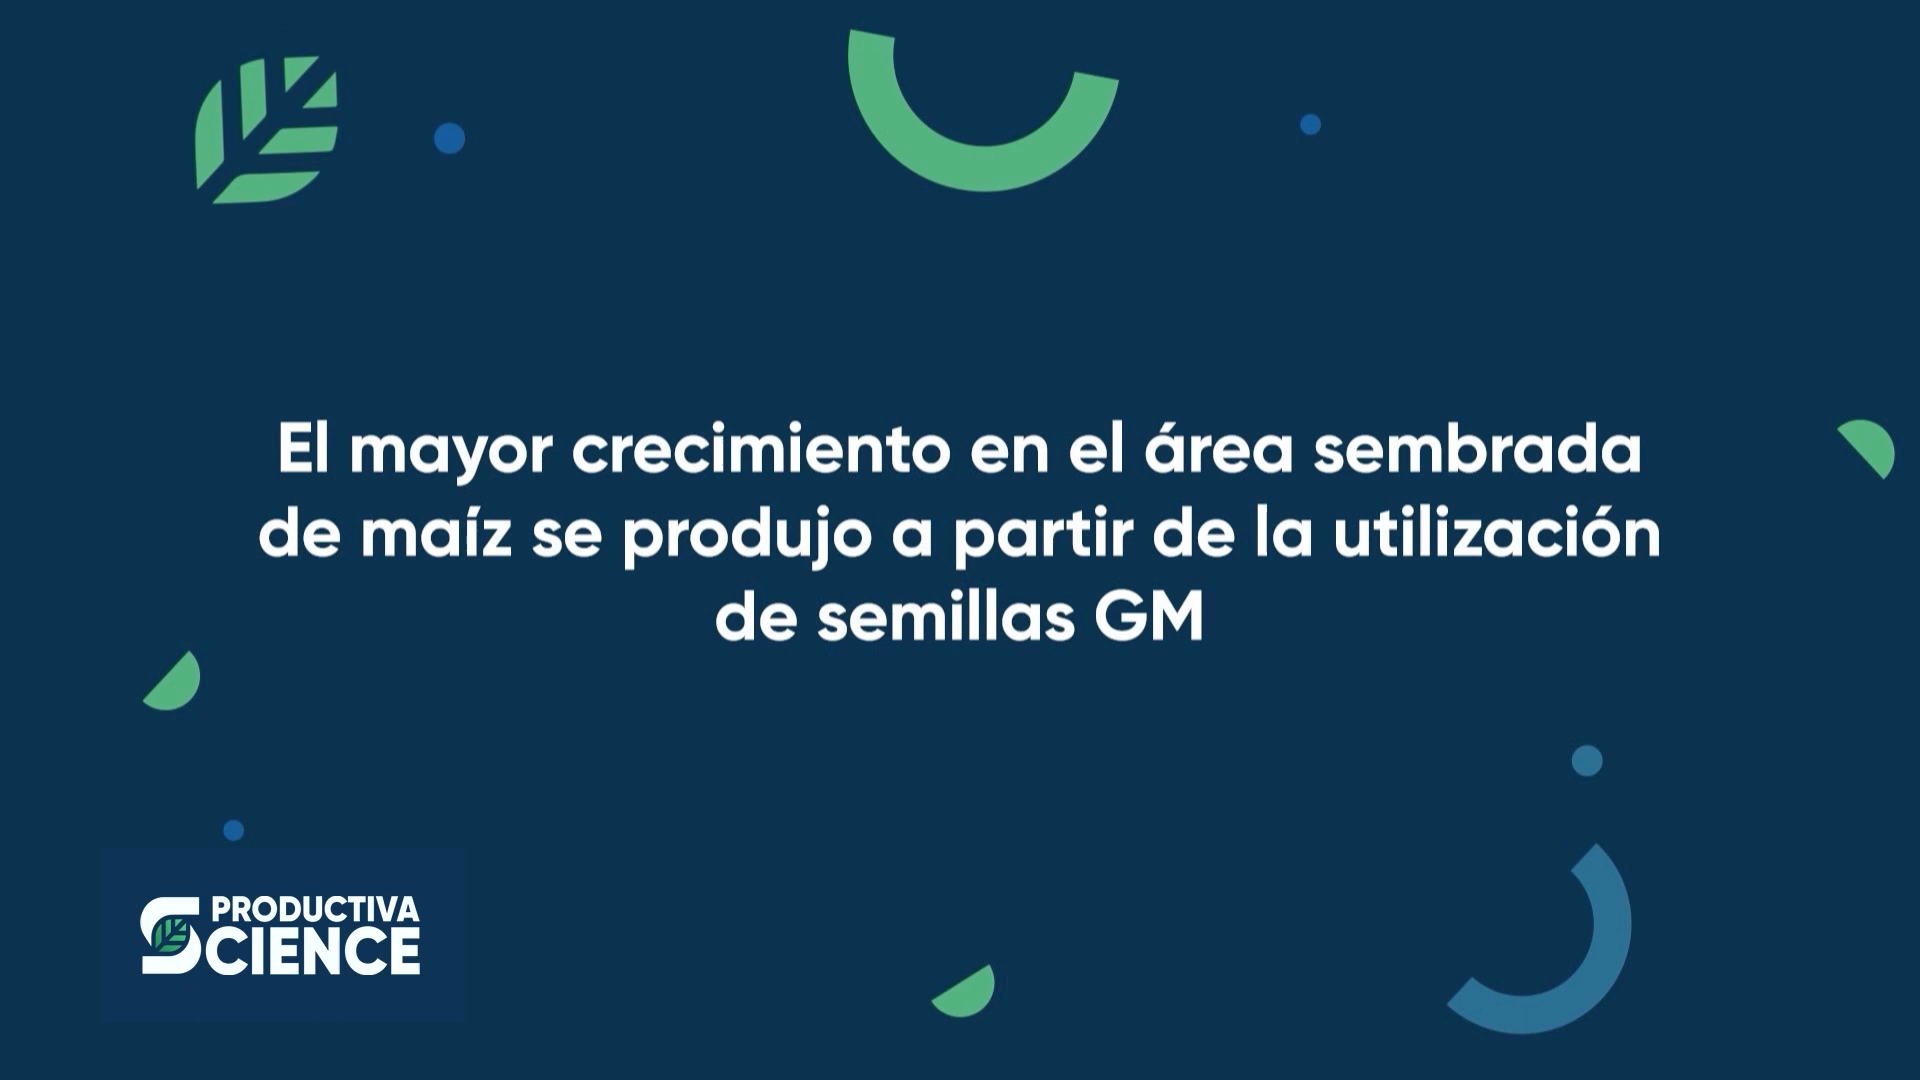 El mayor crecimiento en el área sembrada
de maíz se produjo a partir de la utilización
de semillas GM
PRODUCTIVA
SCIENCE